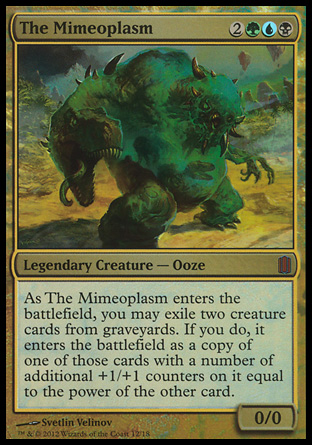 The Mimeoplasm 2
Legendary Creature — Ooze
As The Mimeoplasm enters the
battlefield, you may exile two creature
cards from graveyards. If you do, it
enters the battlefield as a copy of
one of those cards with a number of
additional +1/+1 counters on it equal
to the power of the other card.
Svetlin Velinov
™ & © 2012 Wizards of the Coast 12/18
0/0